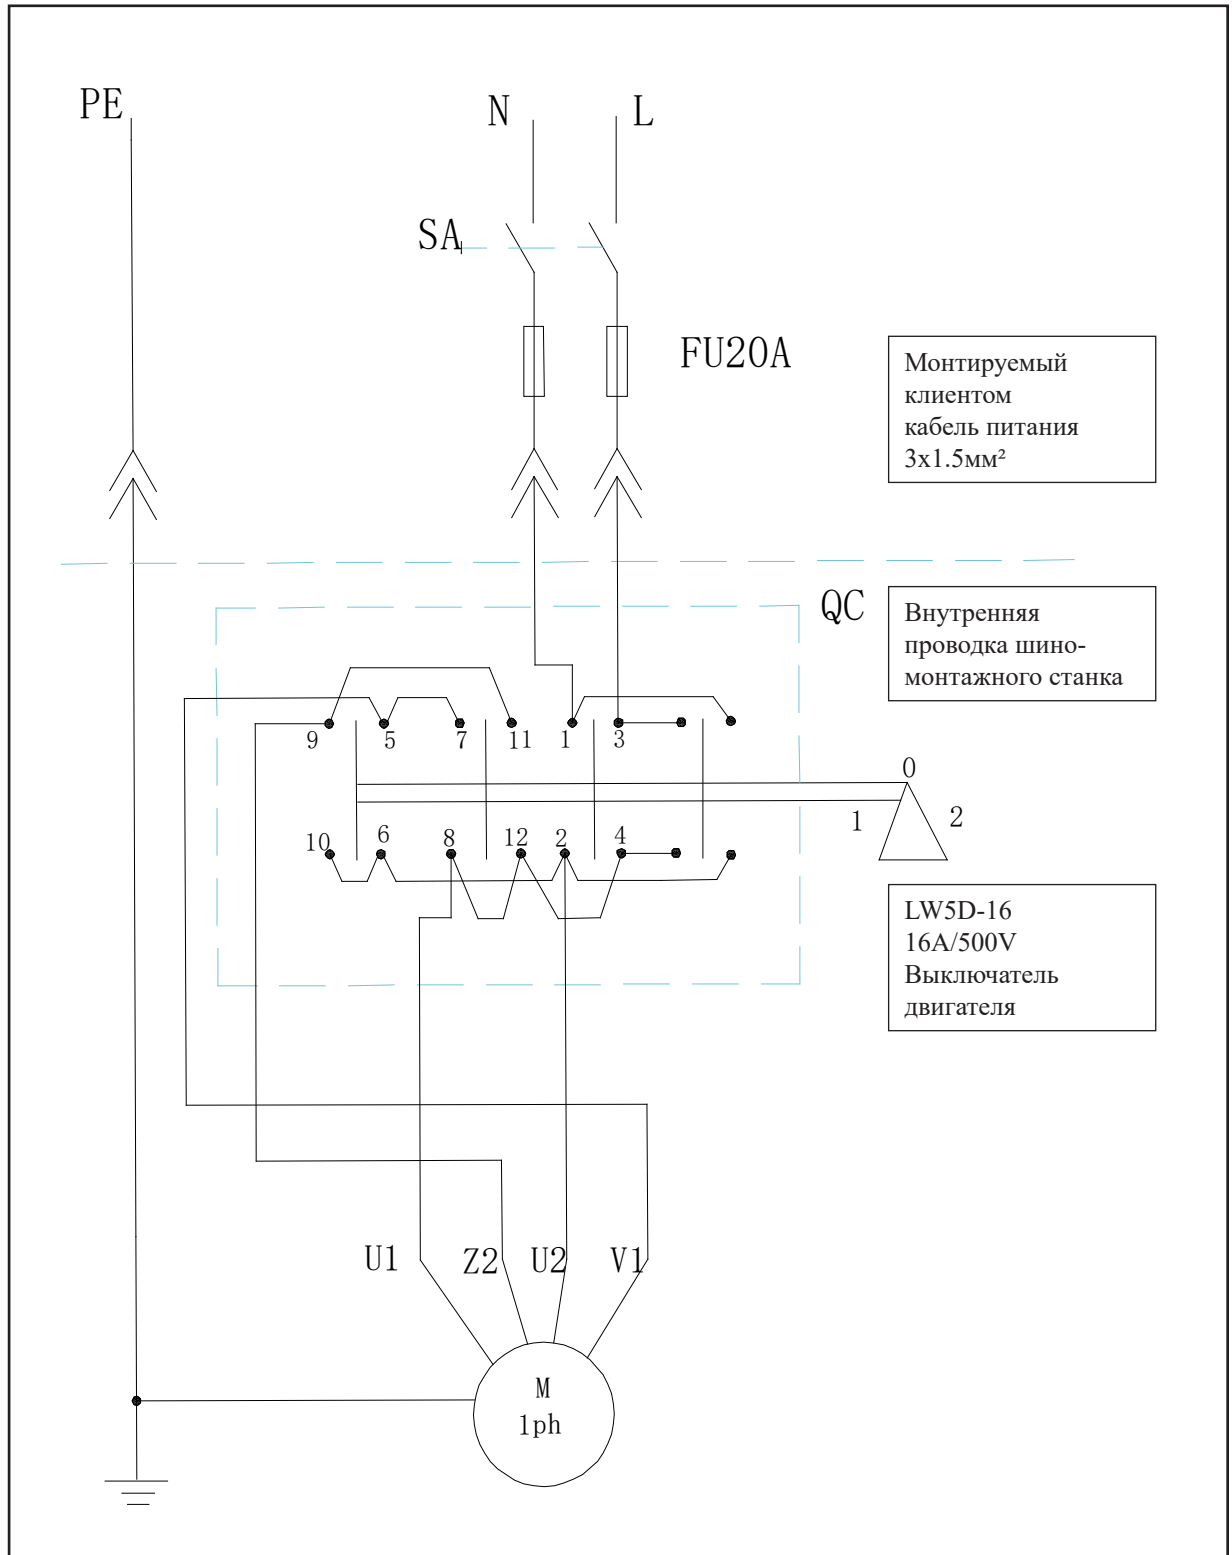 PE
N
L
SA
FU20A
Монтируемый
клиентом
кабель питания
3x1.5мм²
QC
Внутренняя
проводка шино-
монтажного станка
9
5
7
11
1
3
0
1
2
10
6
8
12
2
4
LW5D-16
16A/500V
Выключатель
двигателя
U1
Z2
U2
V1
M
1ph